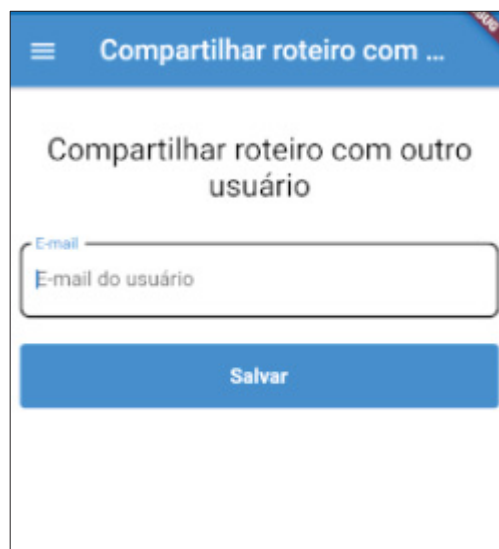 Compartilhar roteiro com ...
Compartilhar roteiro com outro
usuário
E-mail
E-mail do usuário
Salvar